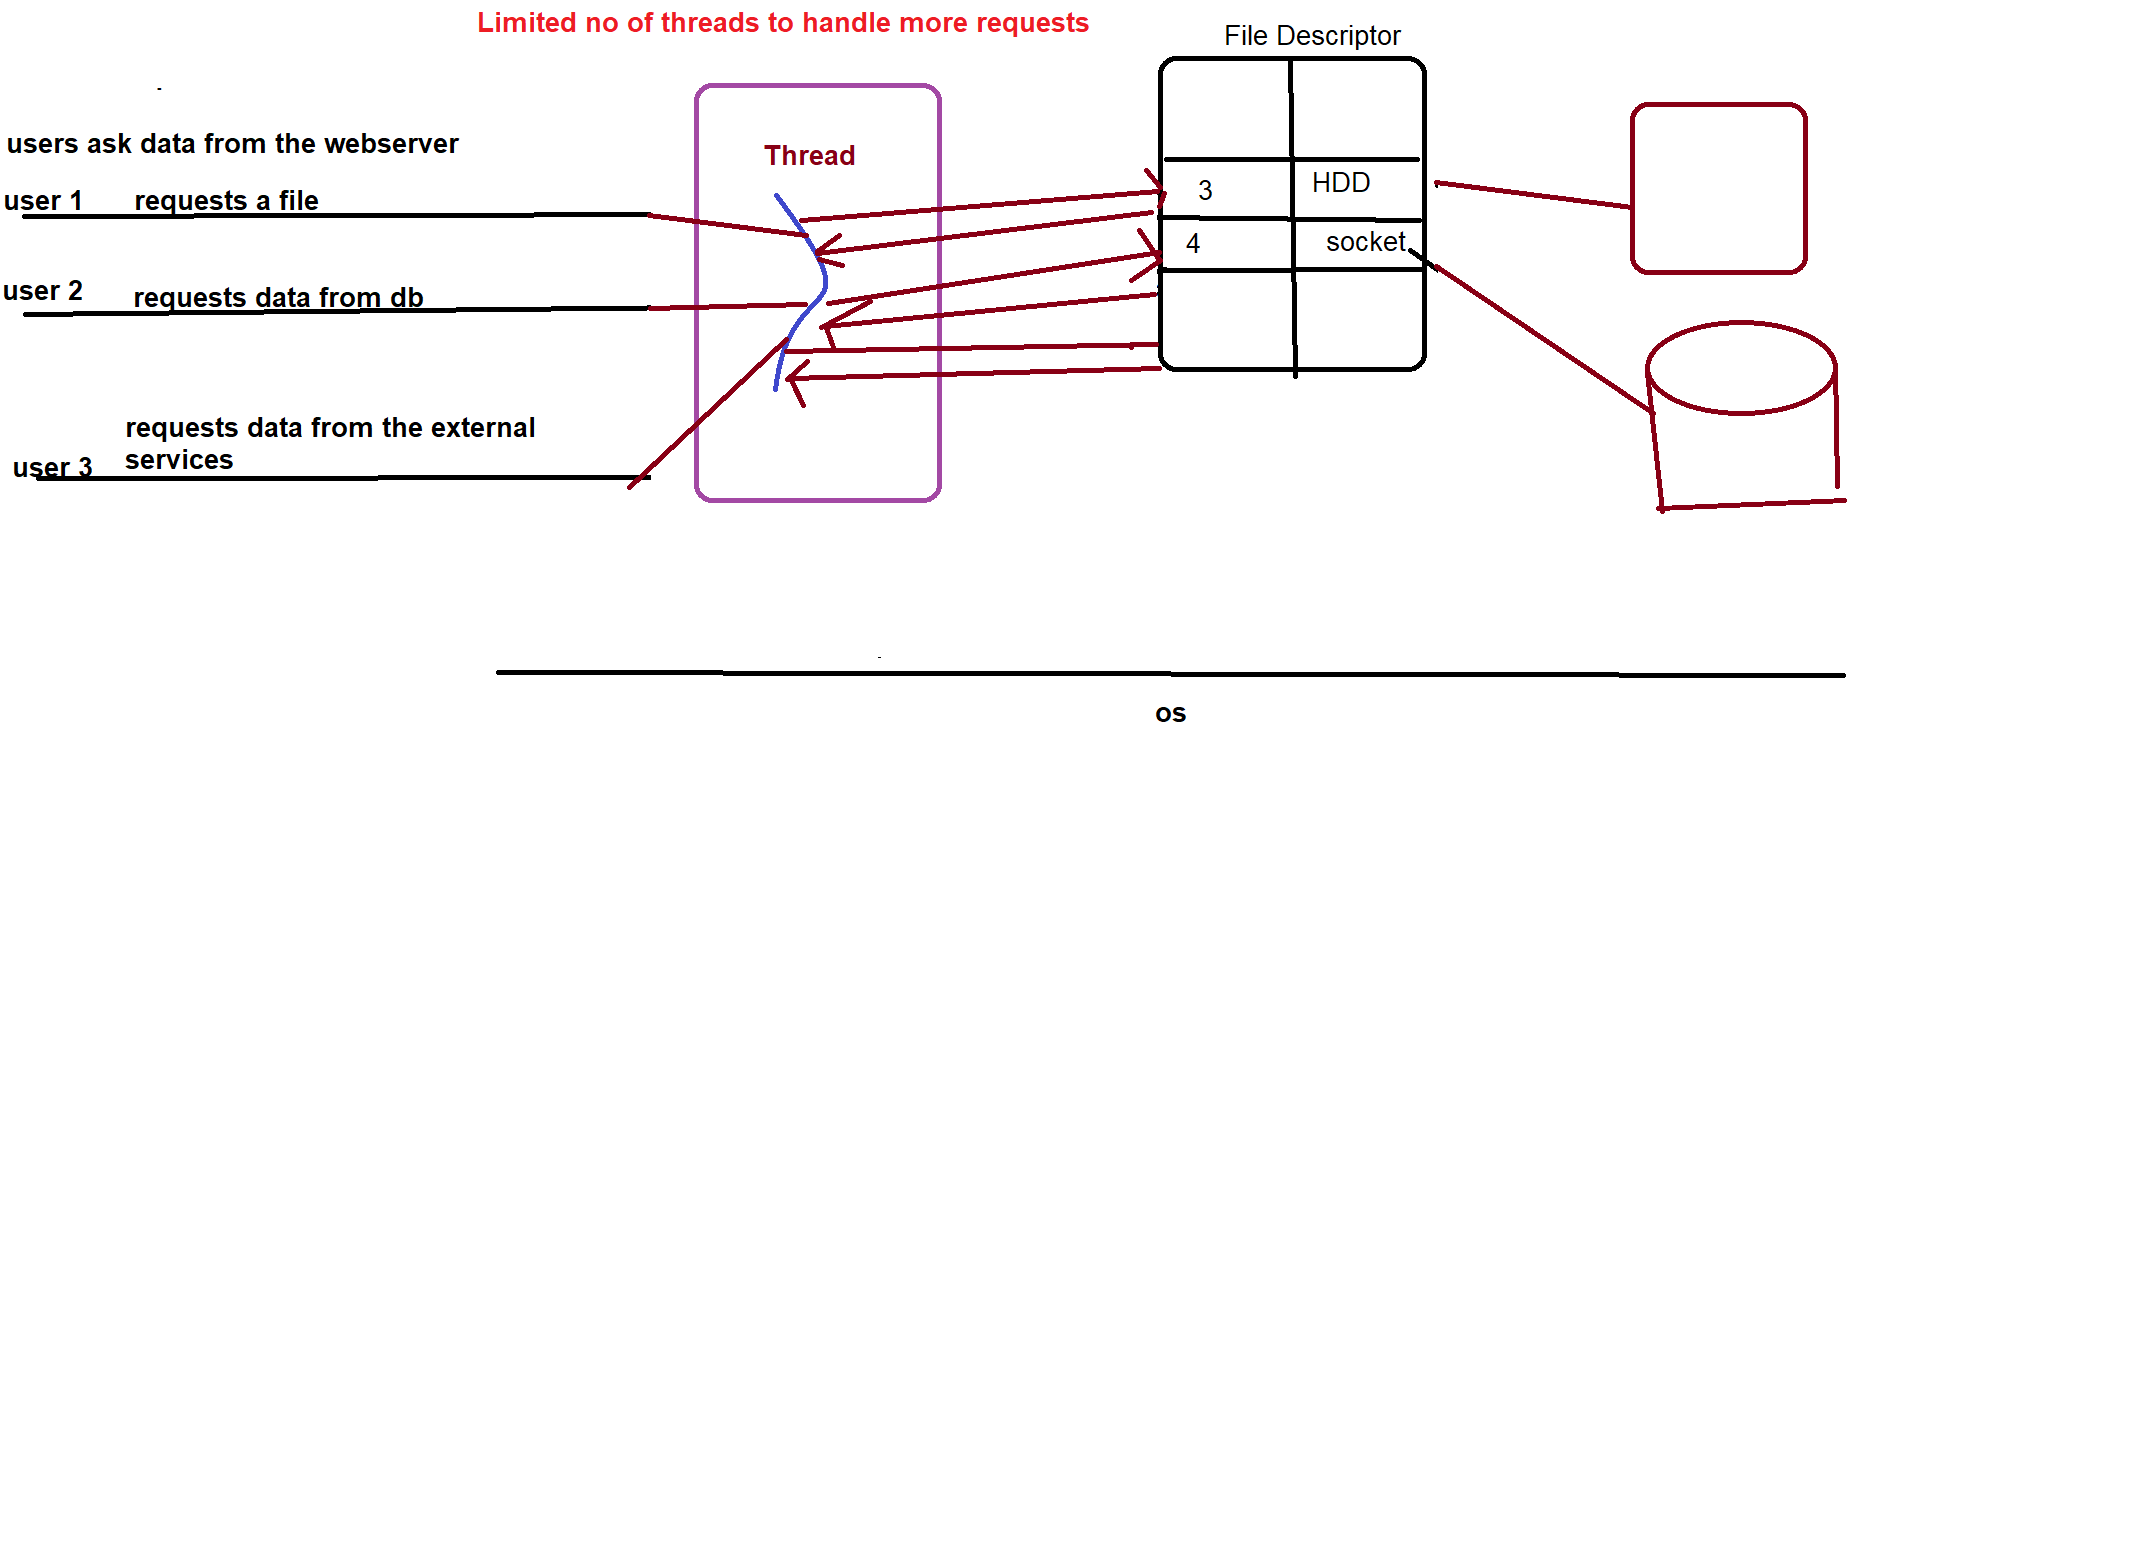 Limited no of threads to handle more requests
File Descriptor
users ask data from the webserver
Thread
user 1 requests a file
3 HDD
4 socket
user 2 requests data from db
requests data from the external
services
user 3
os